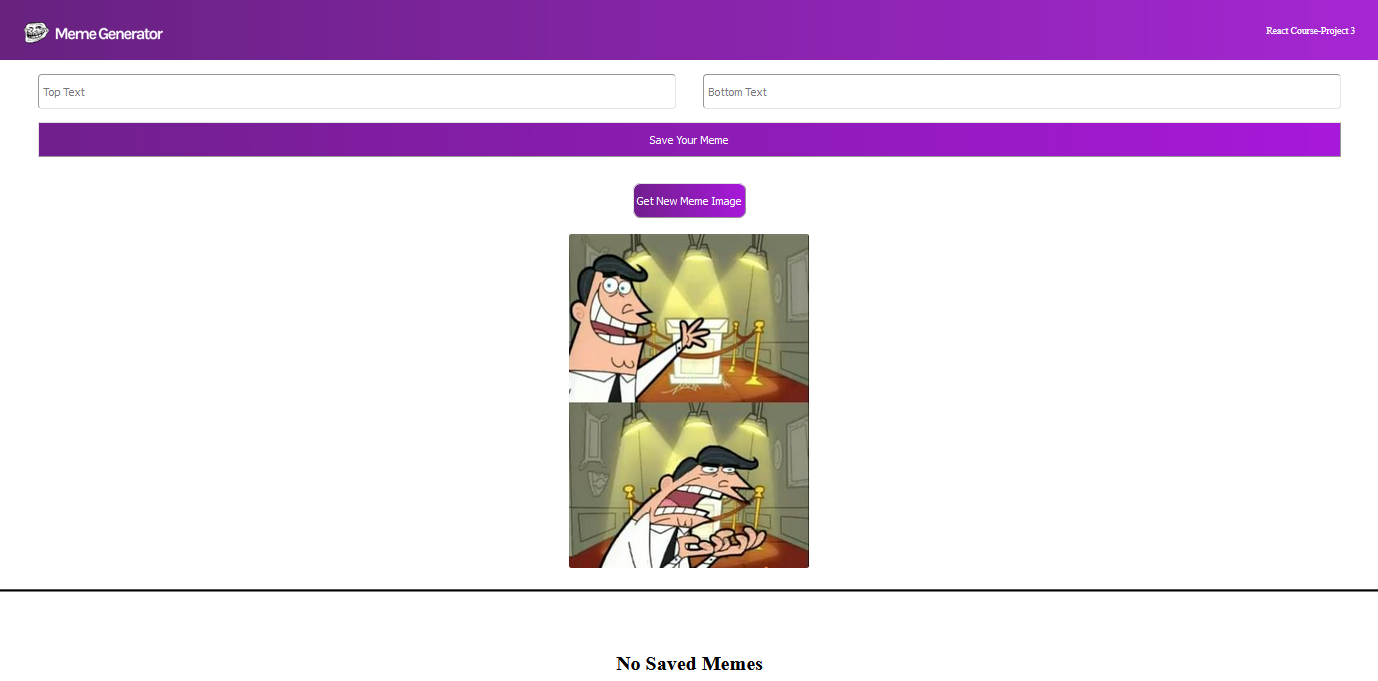 Meme Generator
React Course-Project 3
Top Text
Bottom Text
Save Your Meme
Get New Meme Image
No Saved Memes